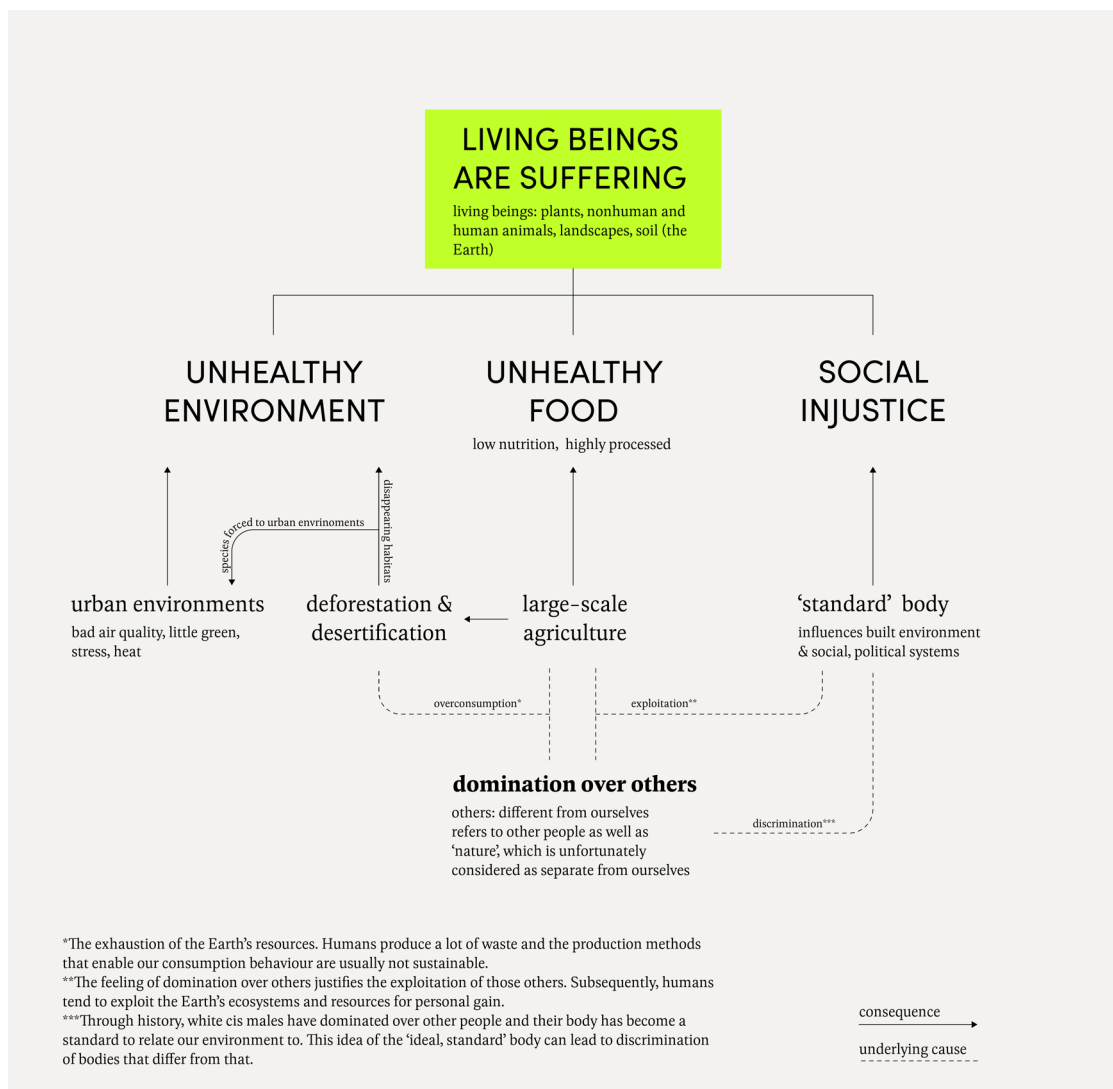 LIVING BEINGS
ARE SUFFERING
living beings: plants, nonhuman and
human animals, landscapes, soil (the
Earth)
UNHEALTHY
ENVIRONMENT
UNHEALTHY
FOOD
low nutrition, highly processed
SOCIAL
INJUSTICE
species forced to urban envrinoments
disappearing habitats
urban environments
bad air quality, little green,
stress, heat
deforestation &
desertification
large-scale
agriculture
‘standard’ body
influences built environment
& social, political systems
overconsumption*
exploitation**
domination over others
others: different from ourselves
refers to other people as well as
‘nature’, which is unfortunately
considered as separate from ourselves
discrimination***
*The exhaustion of the Earth’s resources. Humans produce a lot of waste and the production methods
that enable our consumption behaviour are usually not sustainable.
**The feeling of domination over others justifies the exploitation of those others. Subsequently, humans
tend to exploit the Earth’s ecosystems and resources for personal gain.
***Through history, white cis males have dominated over other people and their body has become a
standard to relate our environment to. This idea of the ‘ideal, standard’ body can lead to discrimination
of bodies that differ from that.
consequence
underlying cause